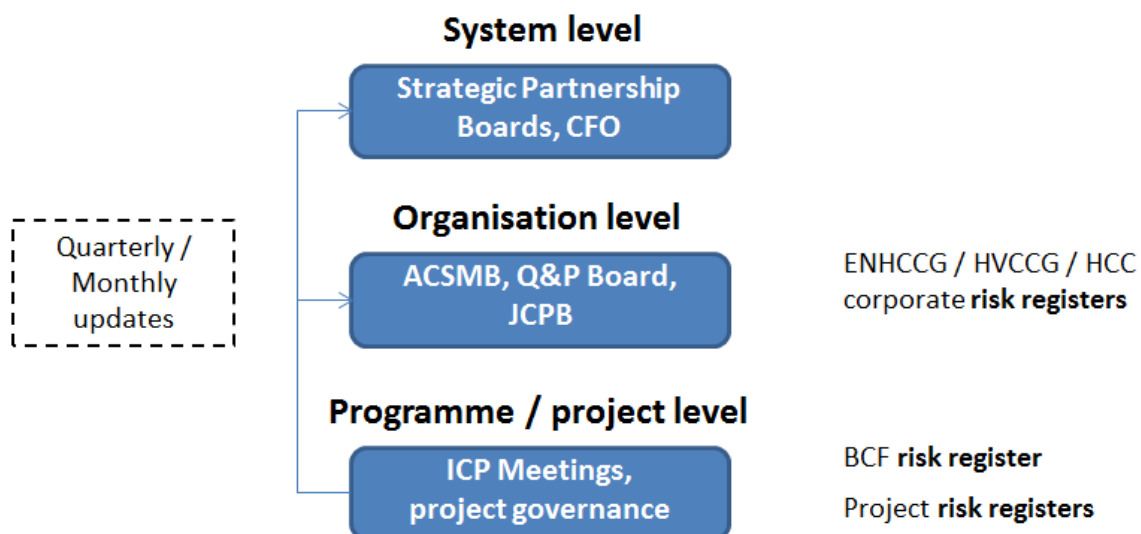 System level
Strategic Partnership
Boards, CFO
Organisation level
Quarterly /
Monthly
updates
ACSMB, Q&P Board,
JCPB
ENHCCG / HVCCG / HCC
corporate risk registers
Programme / project level
ICP Meetings,
project governance
BCF risk register
Project risk registers